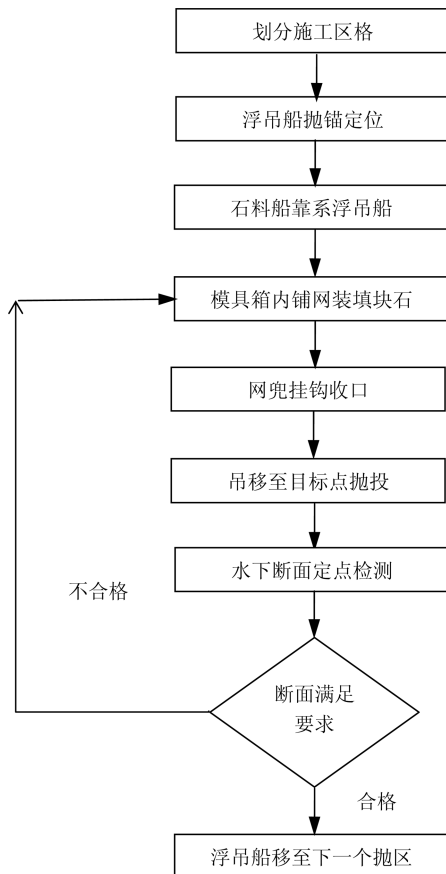 划分施工区格
浮吊船抛锚定位
石料船靠系浮吊船
模具箱内铺网装填块石
网兜挂钩收口
吊移至目标点抛投
水下断面定点检测
不合格
断面满足
要求
合格
浮吊船移至下一个抛区